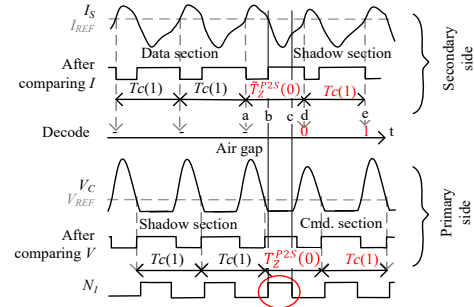 I_S
I_REF
Data section Shadow section
After comparing I
Tc(1) Tc(1) T̃_Z^P2S(0) Tc(1)
a b c d e
Decode - - - 0 1 t
Air gap
Secondary side
V_C
V_REF
Shadow section Cmd. section
After comparing V
Tc(1) Tc(1) T_Z^P2S(0) Tc(1)
N_I
Primary side